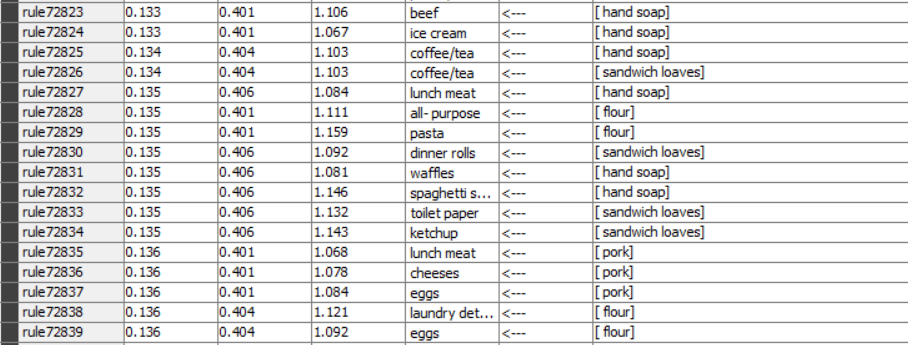 rule72823 0.133 0.401 1.106 beef <--- [ hand soap]
rule72824 0.133 0.401 1.067 ice cream <--- [ hand soap]
rule72825 0.134 0.404 1.103 coffee/tea <--- [ hand soap]
rule72826 0.134 0.404 1.103 coffee/tea <--- [ sandwich loaves]
rule72827 0.135 0.406 1.084 lunch meat <--- [ hand soap]
rule72828 0.135 0.401 1.111 all- purpose <--- [ flour]
rule72829 0.135 0.401 1.159 pasta <--- [ flour]
rule72830 0.135 0.406 1.092 dinner rolls <--- [ sandwich loaves]
rule72831 0.135 0.406 1.081 waffles <--- [ hand soap]
rule72832 0.135 0.406 1.146 spaghetti s... <--- [ hand soap]
rule72833 0.135 0.406 1.132 toilet paper <--- [ sandwich loaves]
rule72834 0.135 0.406 1.143 ketchup <--- [ sandwich loaves]
rule72835 0.136 0.401 1.068 lunch meat <--- [ pork]
rule72836 0.136 0.401 1.078 cheeses <--- [ pork]
rule72837 0.136 0.401 1.084 eggs <--- [ pork]
rule72838 0.136 0.404 1.121 laundry det... <--- [ flour]
rule72839 0.136 0.404 1.092 eggs <--- [ flour]